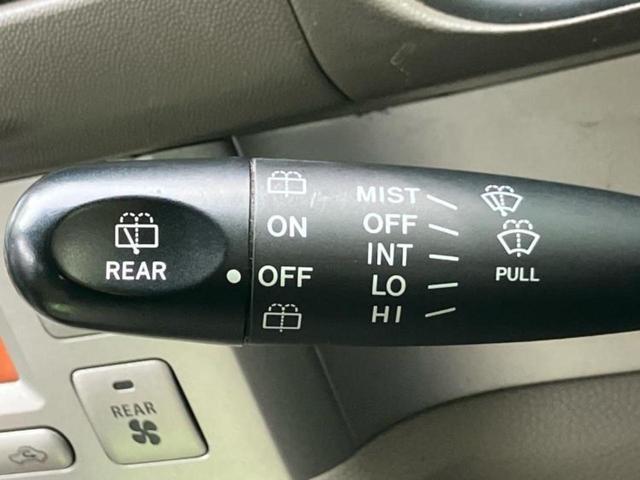 REAR
ON
OFF
MIST
OFF
INT
LO
HI
PULL
REAR